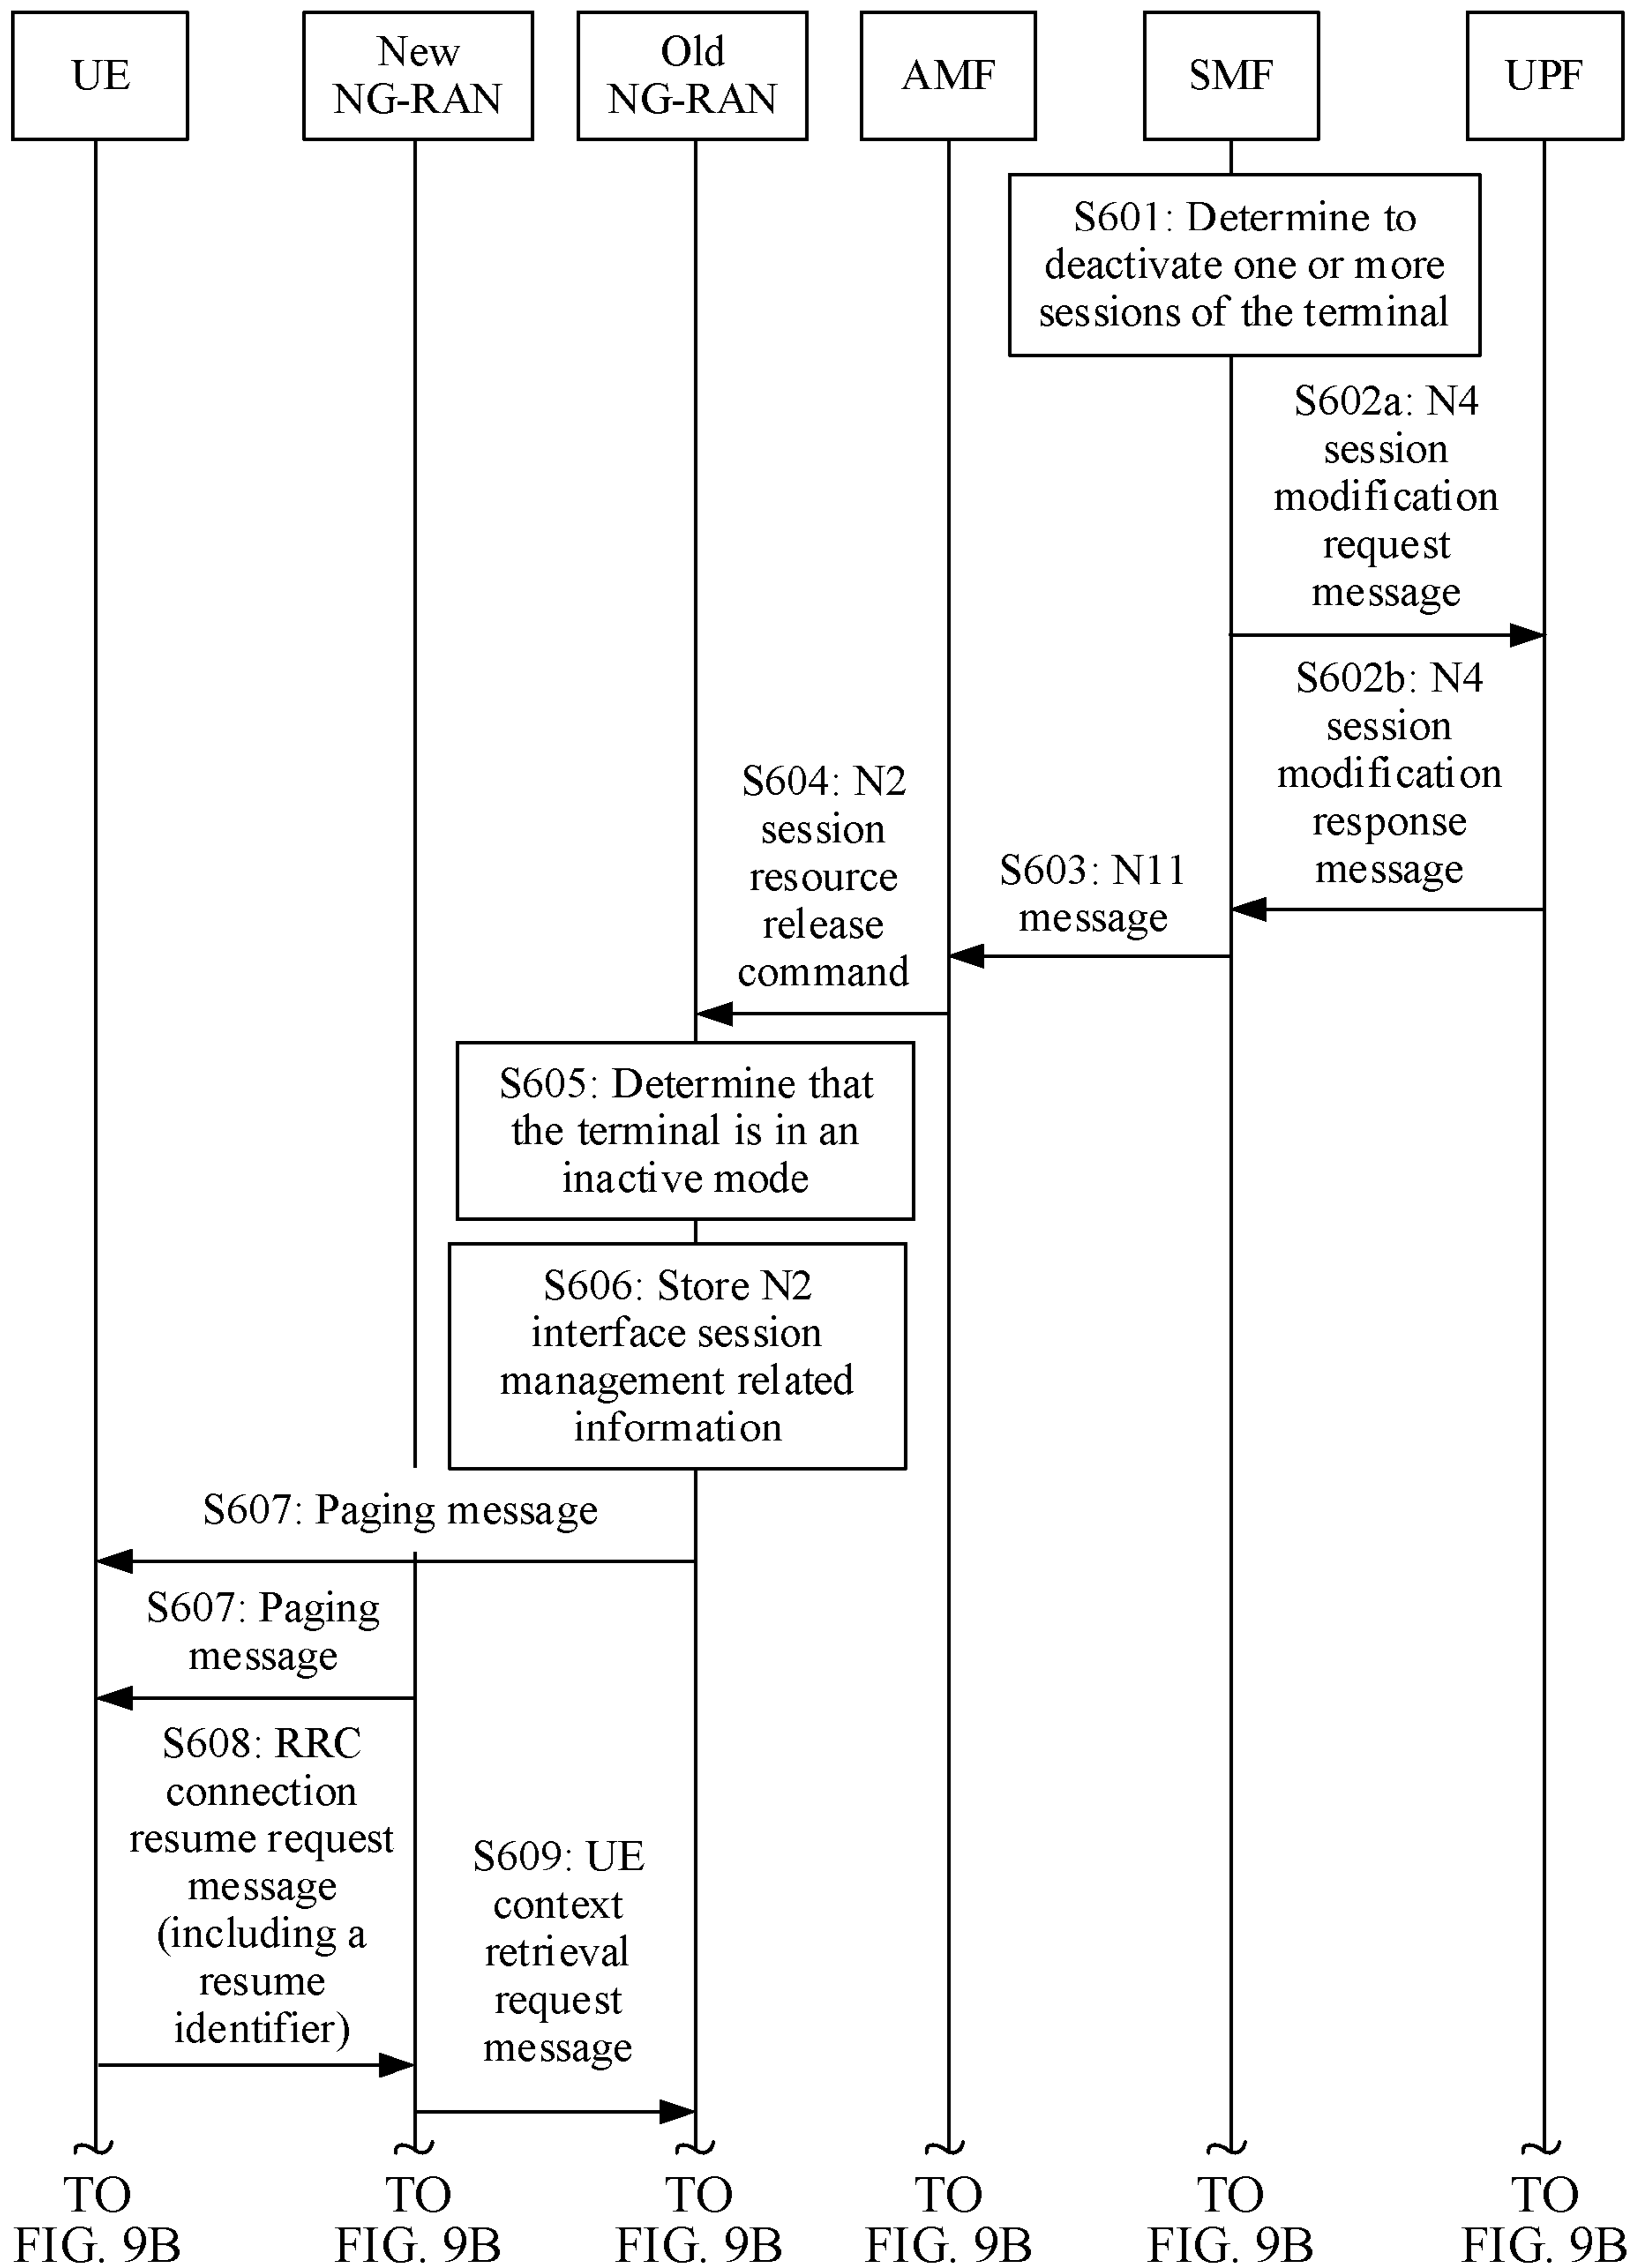 UE
New
NG-RAN
Old
NG-RAN
AMF
SMF
UPF
S601: Determine to
deactivate one or more
sessions of the terminal
S602a: N4
session
modification
request
message
S602b: N4
session
modification
response
message
S603: N11
message
S604: N2
session
resource
release
command
S605: Determine that
the terminal is in an
inactive mode
S606: Store N2
interface session
management related
information
S607: Paging message
S607: Paging
message
S608: RRC
connection
resume request
message
(including a
resume
identifier)
S609: UE
context
retrieval
request
message
TO
FIG. 9B
TO
FIG. 9B
TO
FIG. 9B
TO
FIG. 9B
TO
FIG. 9B
TO
FIG. 9B